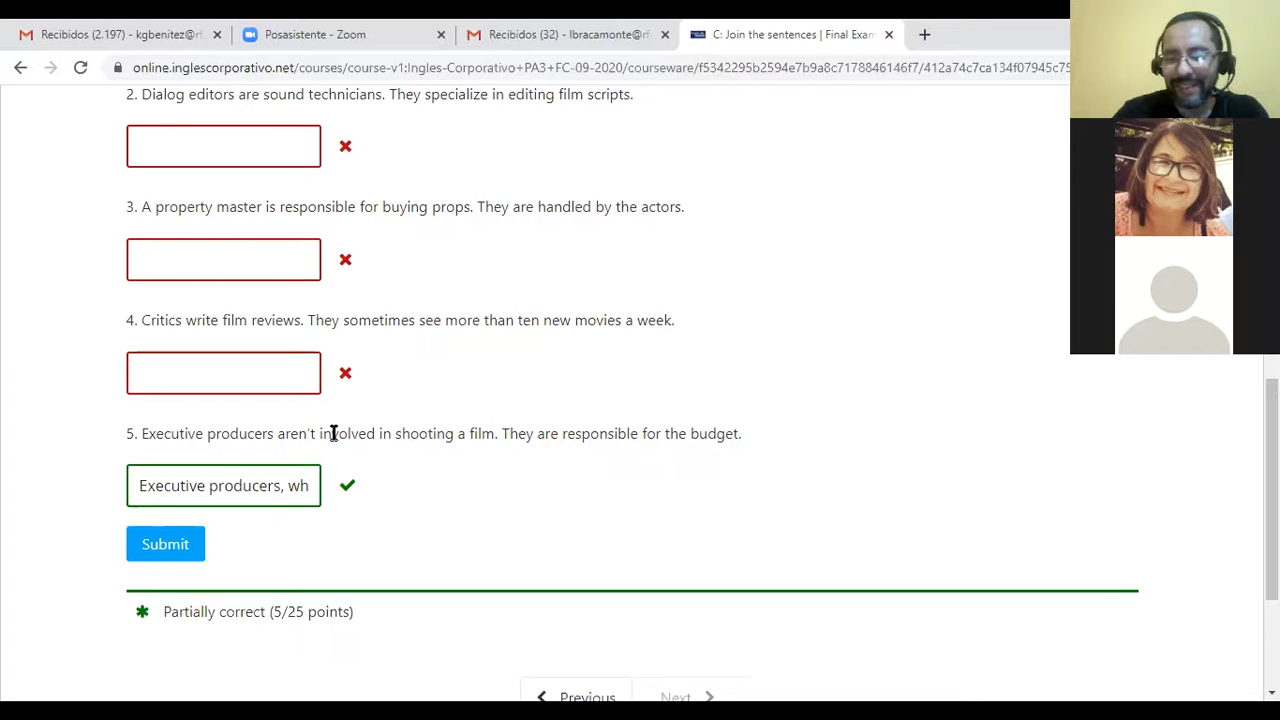 Recibidos (2.197) - kgbenitez@rf
Posasistente - Zoom
Recibidos (32) - lbracamonte@rf
C: Join the sentences | Final Exam
online.inglescorporativo.net/courses/course-v1:Ingles-Corporativo+PA3+FC-09-2020/courseware/f5342295b2594e7b9a8c7178846146f7/412a74c7ca134f07945c75
2. Dialog editors are sound technicians. They specialize in editing film scripts.
3. A property master is responsible for buying props. They are handled by the actors.
4. Critics write film reviews. They sometimes see more than ten new movies a week.
5. Executive producers aren't involved in shooting a film. They are responsible for the budget.
Executive producers, wh
Submit
Partially correct (5/25 points)
Previous
Next